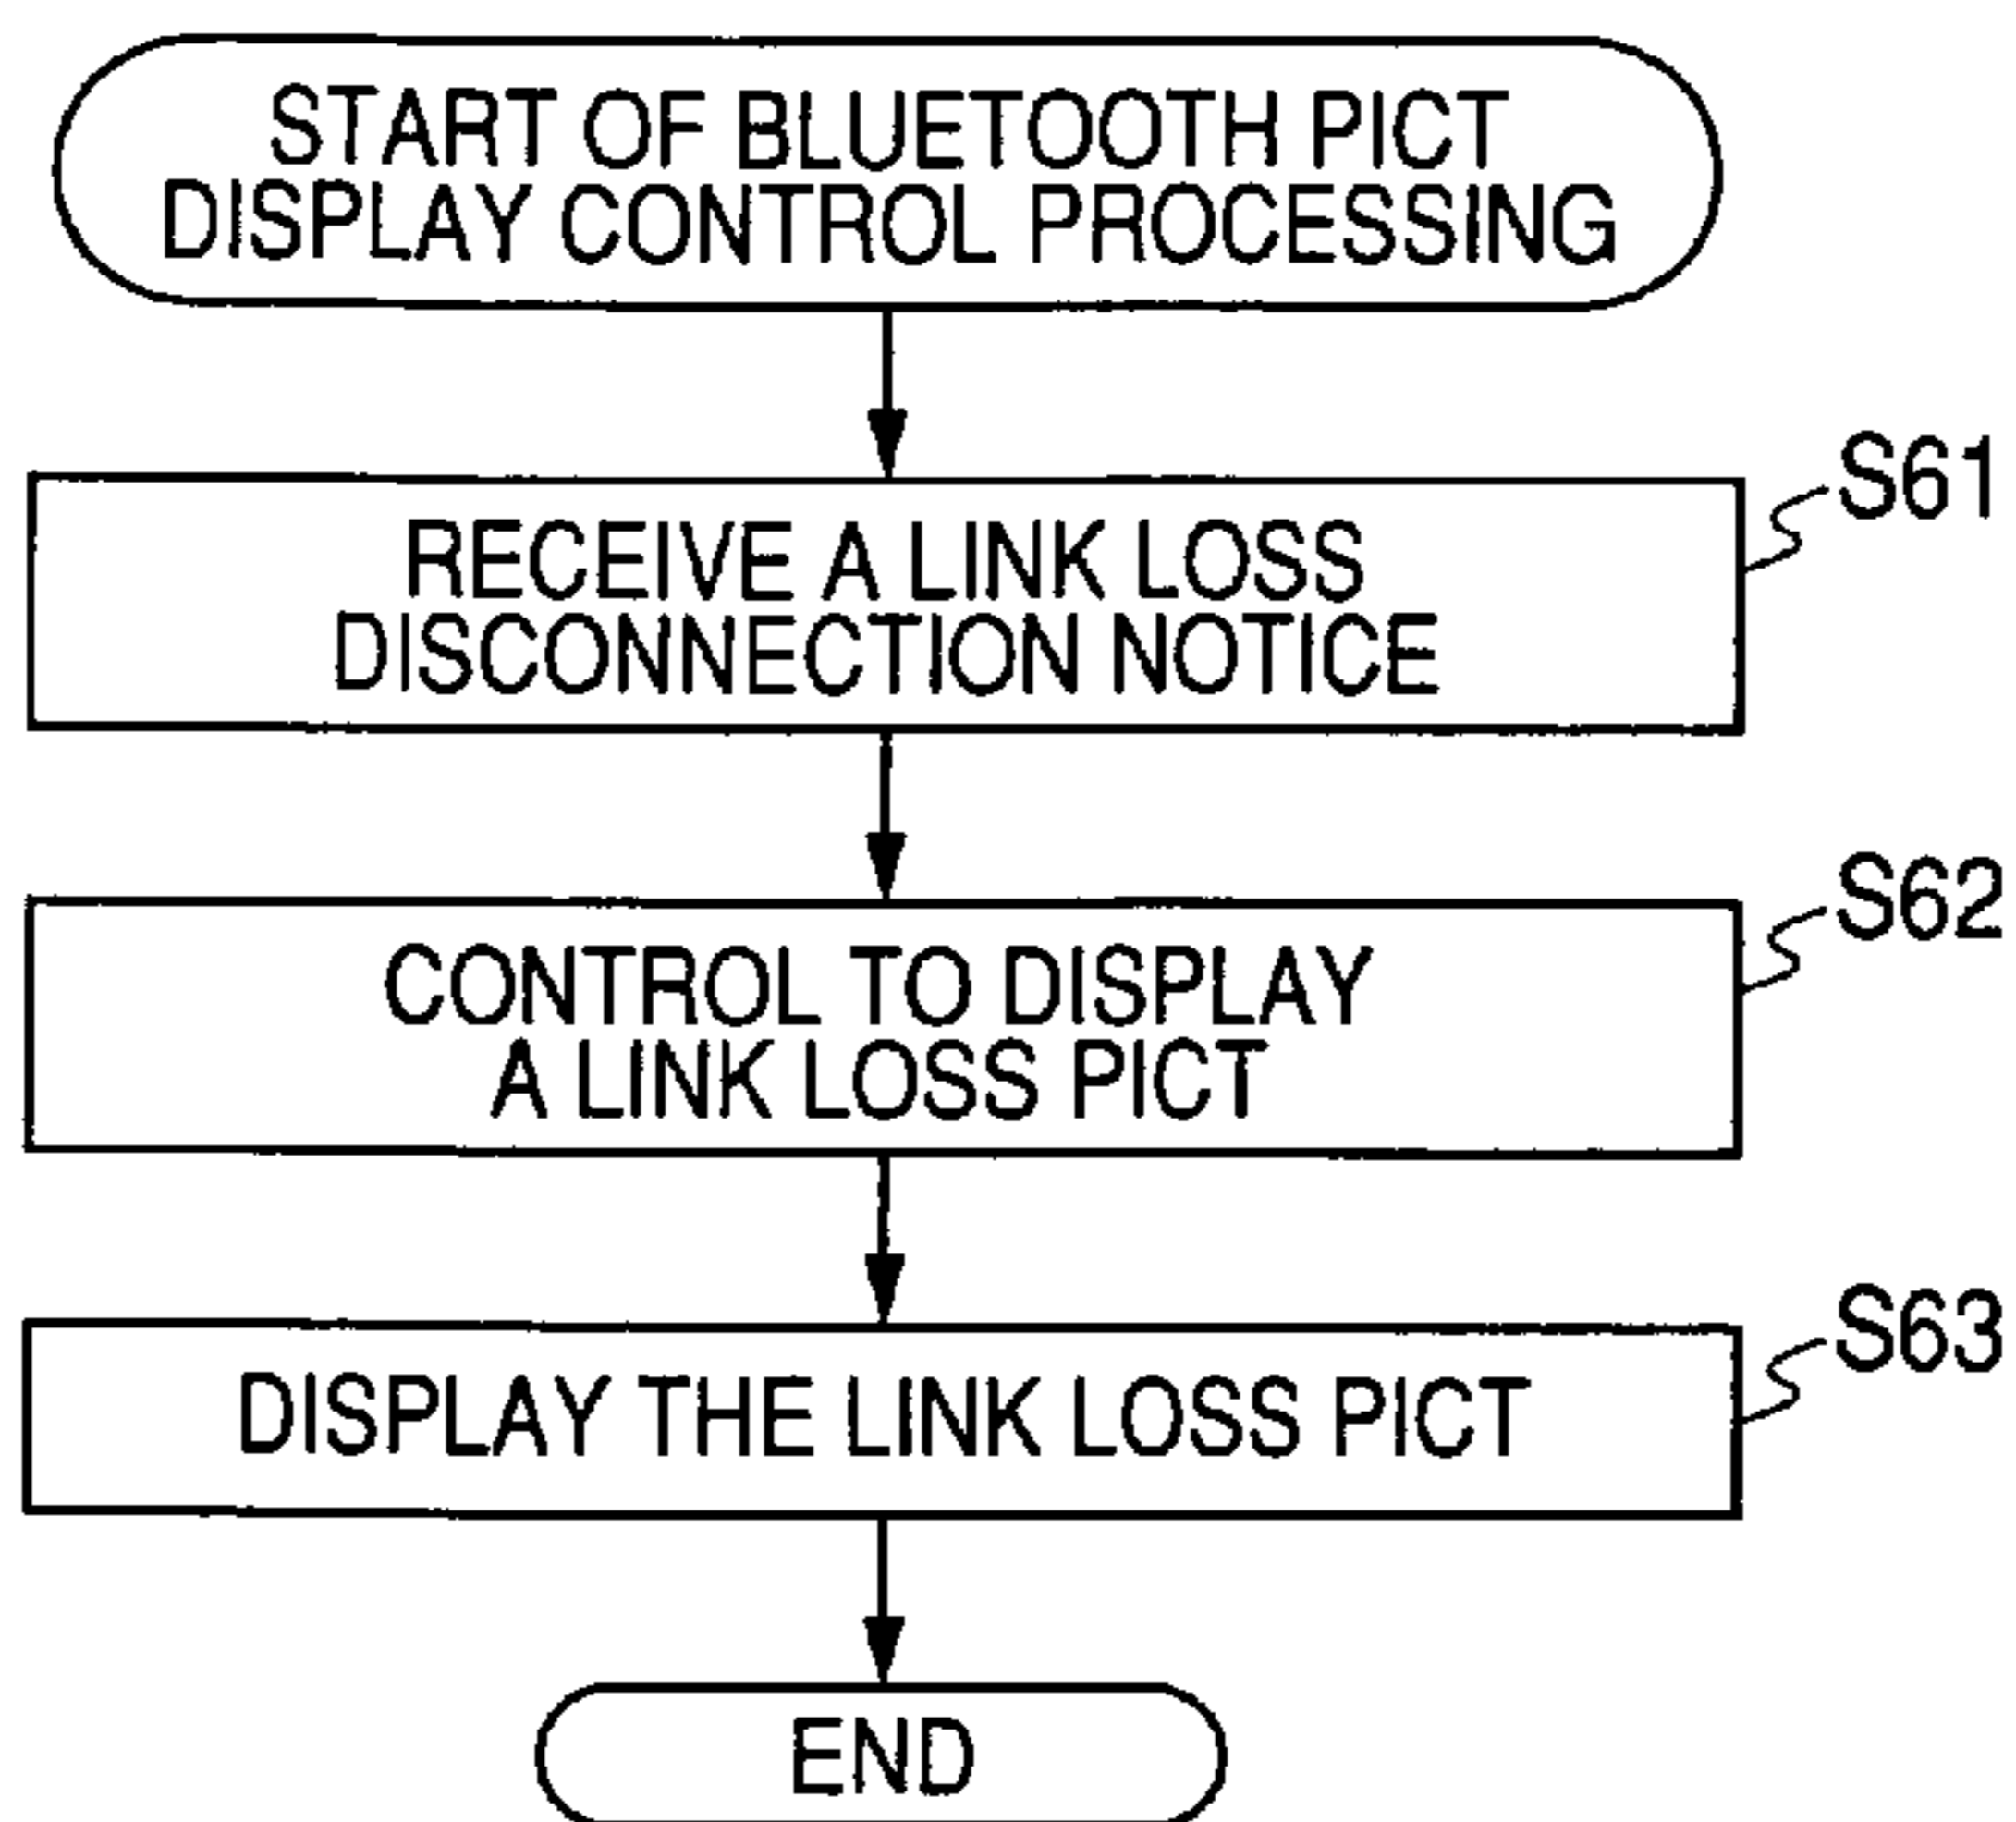 START OF BLUETOOTH PICT
DISPLAY CONTROL PROCESSING
S61
RECEIVE A LINK LOSS
DISCONNECTION NOTICE
S62
CONTROL TO DISPLAY
A LINK LOSS PICT
S63
DISPLAY THE LINK LOSS PICT
END